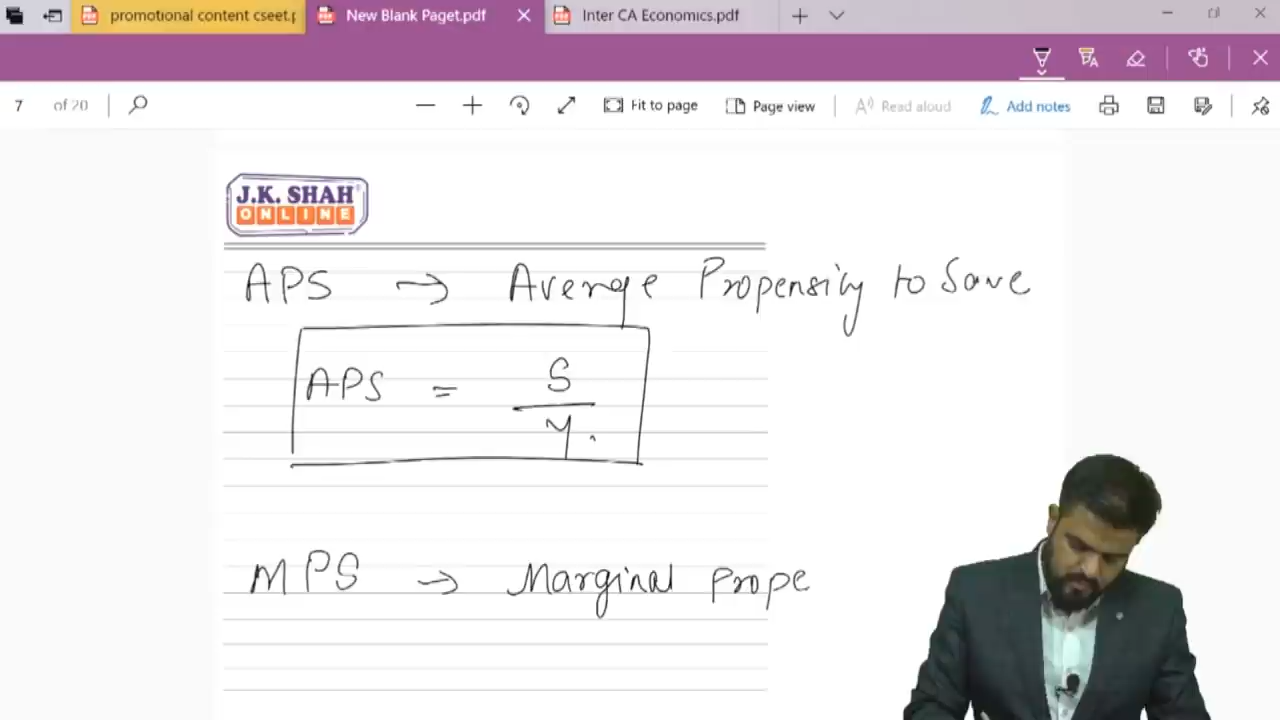 promotional content cseet.p
New Blank Paget.pdf
Inter CA Economics.pdf
7 of 20
Fit to page
Page view
Read aloud
Add notes
J.K. SHAH
ONLINE
APS → Average Propensity to Save
APS = S
Y.
MPS → Marginal Prope